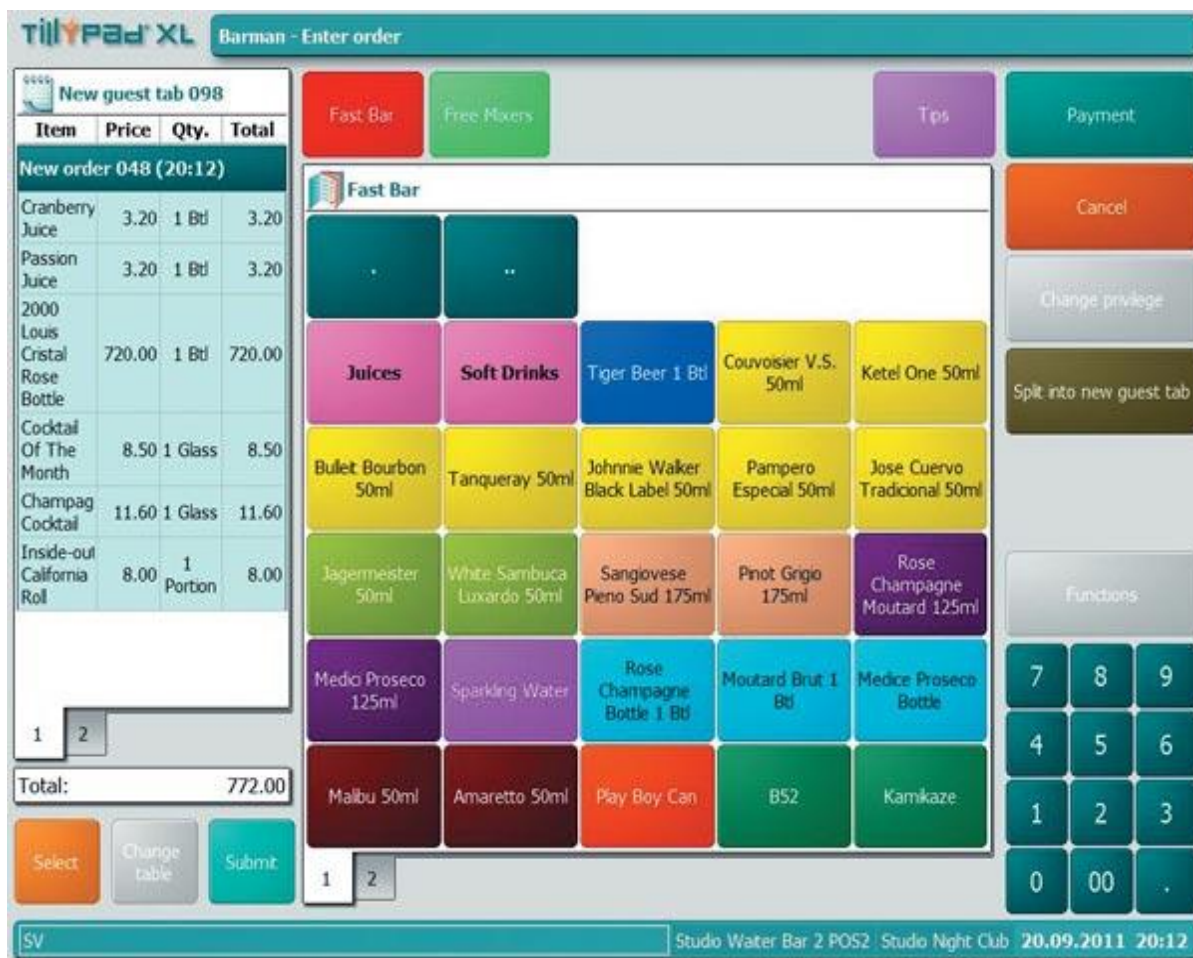 TillYPad XL
Barman - Enter order
New guest tab 098
Item Price Qty. Total
New order 048 (20:12)
Cranberry
Juice
3.20 1 Btl 3.20
Passion
Juice
3.20 1 Btl 3.20
2000
Louis
Cristal
Rose
Bottle
720.00 1 Btl 720.00
Cocktail
Of The
Month
8.50 1 Glass 8.50
Champag
Cocktail
11.60 1 Glass 11.60
Inside-out
California
Roll
8.00 1
Portion
8.00
1 2
Total: 772.00
Select
Change
table
Submit
Fast Bar
Free Mixers
Tips
Fast Bar
.
..
Juices
Soft Drinks
Tiger Beer 1 Btl
Couvoisier V.S.
50ml
Ketel One 50ml
Bulleit Bourbon
50ml
Tanqueray 50ml
Johnnie Walker
Black Label 50ml
Pampero
Especial 50ml
Jose Cuervo
Tradicional 50ml
Jagermeister
50ml
White Sambuca
Luxardo 50ml
Sangiovese
Pieno Sud 175ml
Pinot Grigio
175ml
Rose
Champagne
Moutard 125ml
Medici Proseco
125ml
Sparkling Water
Rose
Champagne
Bottle 1 Btl
Moutard Brut 1
Btl
Medice Proseco
Bottle
Malibu 50ml
Amaretto 50ml
Play Boy Can
B52
Kamikaze
1 2
Payment
Cancel
Change privilege
Split into new guest tab
Functions
7 8 9
4 5 6
1 2 3
0 00 .
SV
Studio Waiter Bar 2 POS2 Studio Night Club 20.09.2011 20:12